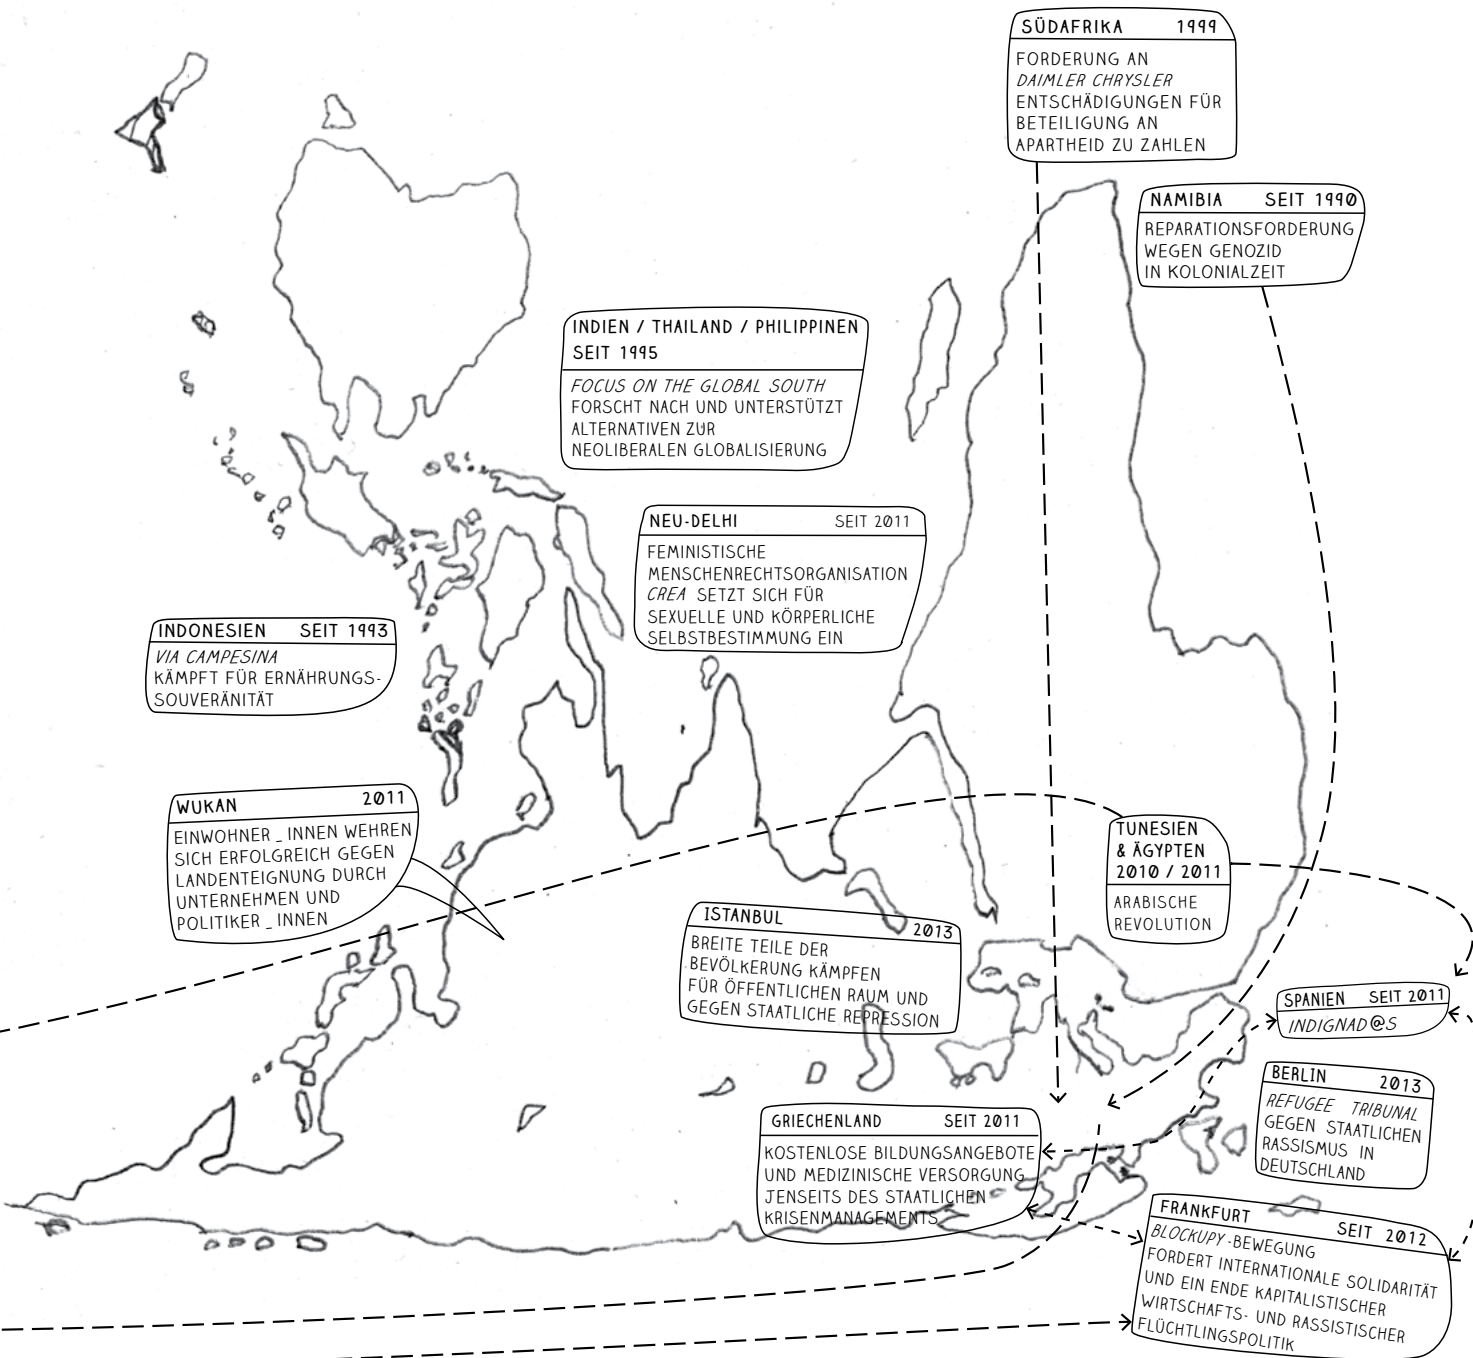 SÜDAFRIKA 1999
FORDERUNG AN
DAIMLER CHRYSLER
ENTSCHÄDIGUNGEN FÜR
BETEILIGUNG AN
APARTHEID ZU ZAHLEN
NAMIBIA SEIT 1990
REPARATIONSFORDERUNG
WEGEN GENOZID
IN KOLONIALZEIT
INDIEN / THAILAND / PHILIPPINEN
SEIT 1995
FOCUS ON THE GLOBAL SOUTH
FORSCHT NACH UND UNTERSTÜTZT
ALTERNATIVEN ZUR
NEOLIBERALEN GLOBALISIERUNG
NEU-DELHI SEIT 2011
FEMINISTISCHE
MENSCHENRECHTSORGANISATION
CREA SETZT SICH FÜR
SEXUELLE UND KÖRPERLICHE
SELBSTBESTIMMUNG EIN
INDONESIEN SEIT 1993
VIA CAMPESINA
KÄMPFT FÜR ERNÄHRUNGS-
SOUVERÄNITÄT
WUKAN 2011
EINWOHNER_INNEN WEHREN
SICH ERFOLGREICH GEGEN
LANDENTEIGNUNG DURCH
UNTERNEHMEN UND
POLITIKER_INNEN
TUNESIEN
& ÄGYPTEN
2010 / 2011
ARABISCHE
REVOLUTION
ISTANBUL 2013
BREITE TEILE DER
BEVÖLKERUNG KÄMPFEN
FÜR ÖFFENTLICHEN RAUM UND
GEGEN STAATLICHE REPRESSION
SPANIEN SEIT 2011
INDIGNAD@S
BERLIN 2013
REFUGEE TRIBUNAL
GEGEN STAATLICHEN
RASSISMUS IN
DEUTSCHLAND
GRIECHENLAND SEIT 2011
KOSTENLOSE BILDUNGSANGEBOTE
UND MEDIZINISCHE VERSORGUNG
JENSEITS DES STAATLICHEN
KRISENMANAGEMENTS
FRANKFURT SEIT 2012
BLOCKUPY-BEWEGUNG
FORDERT INTERNATIONALE SOLIDARITÄT
UND EIN ENDE KAPITALISTISCHER
WIRTSCHAFTS- UND RASSISTISCHER
FLÜCHTLINGSPOLITIK